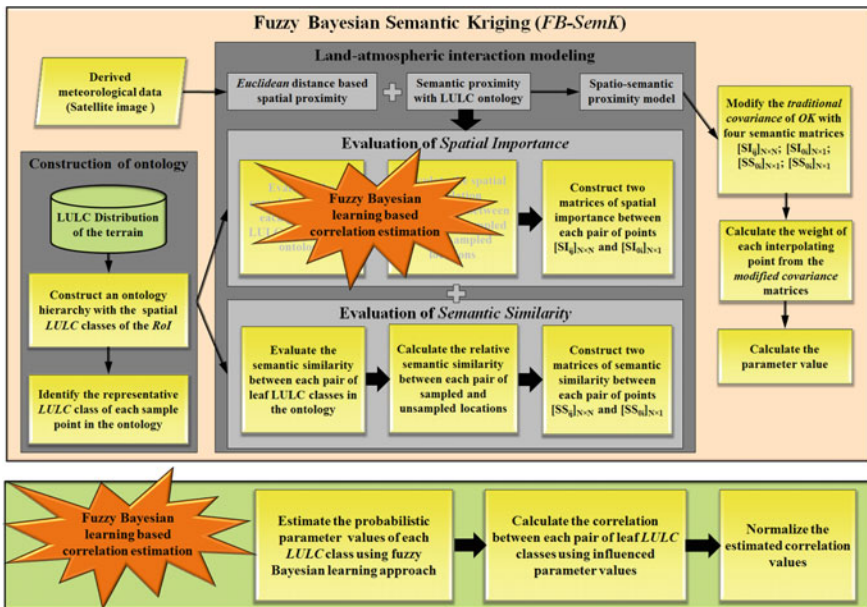 Fuzzy Bayesian Semantic Kriging (FB-SemK)
Land-atmospheric interaction modeling
Derived
meteorological data
(Satellite image )
Euclidean distance based
spatial proximity
Semantic proximity
with LULC ontology
Spatio-semantic
proximity model
Modify the traditional
covariance of OK with
four semantic matrices
[SIij]N×N; [SI0i]N×1;
[SS0i]N×1; [SS0i]N×1
Calculate the weight of
each interpolating
point from the
modified covariance
matrices
Calculate the
parameter value
Construction of ontology
LULC Distribution
of the terrain
Construct an ontology
hierarchy with the spatial
LULC classes of the RoI
Identify the representative
LULC class of each sample
point in the ontology
Evaluation of Spatial Importance
Fuzzy Bayesian
learning based
correlation estimation
Construct two
matrices of spatial
importance between
each pair of points
[SIij]N×N and [SI0i]N×1
Evaluation of Semantic Similarity
Evaluate the
semantic similarity
between each pair of
leaf LULC classes in
the ontology
Calculate the relative
semantic similarity
between each pair of
sampled and
unsampled locations
Construct two
matrices of semantic
similarity between
each pair of points
[SSij]N×N and [SS0i]N×1
Fuzzy Bayesian
learning based
correlation estimation
Estimate the probabilistic
parameter values of
each LULC class using fuzzy
Bayesian learning approach
Calculate the correlation
between each pair of leaf LULC
classes using influenced
parameter values
Normalize the
estimated correlation
values